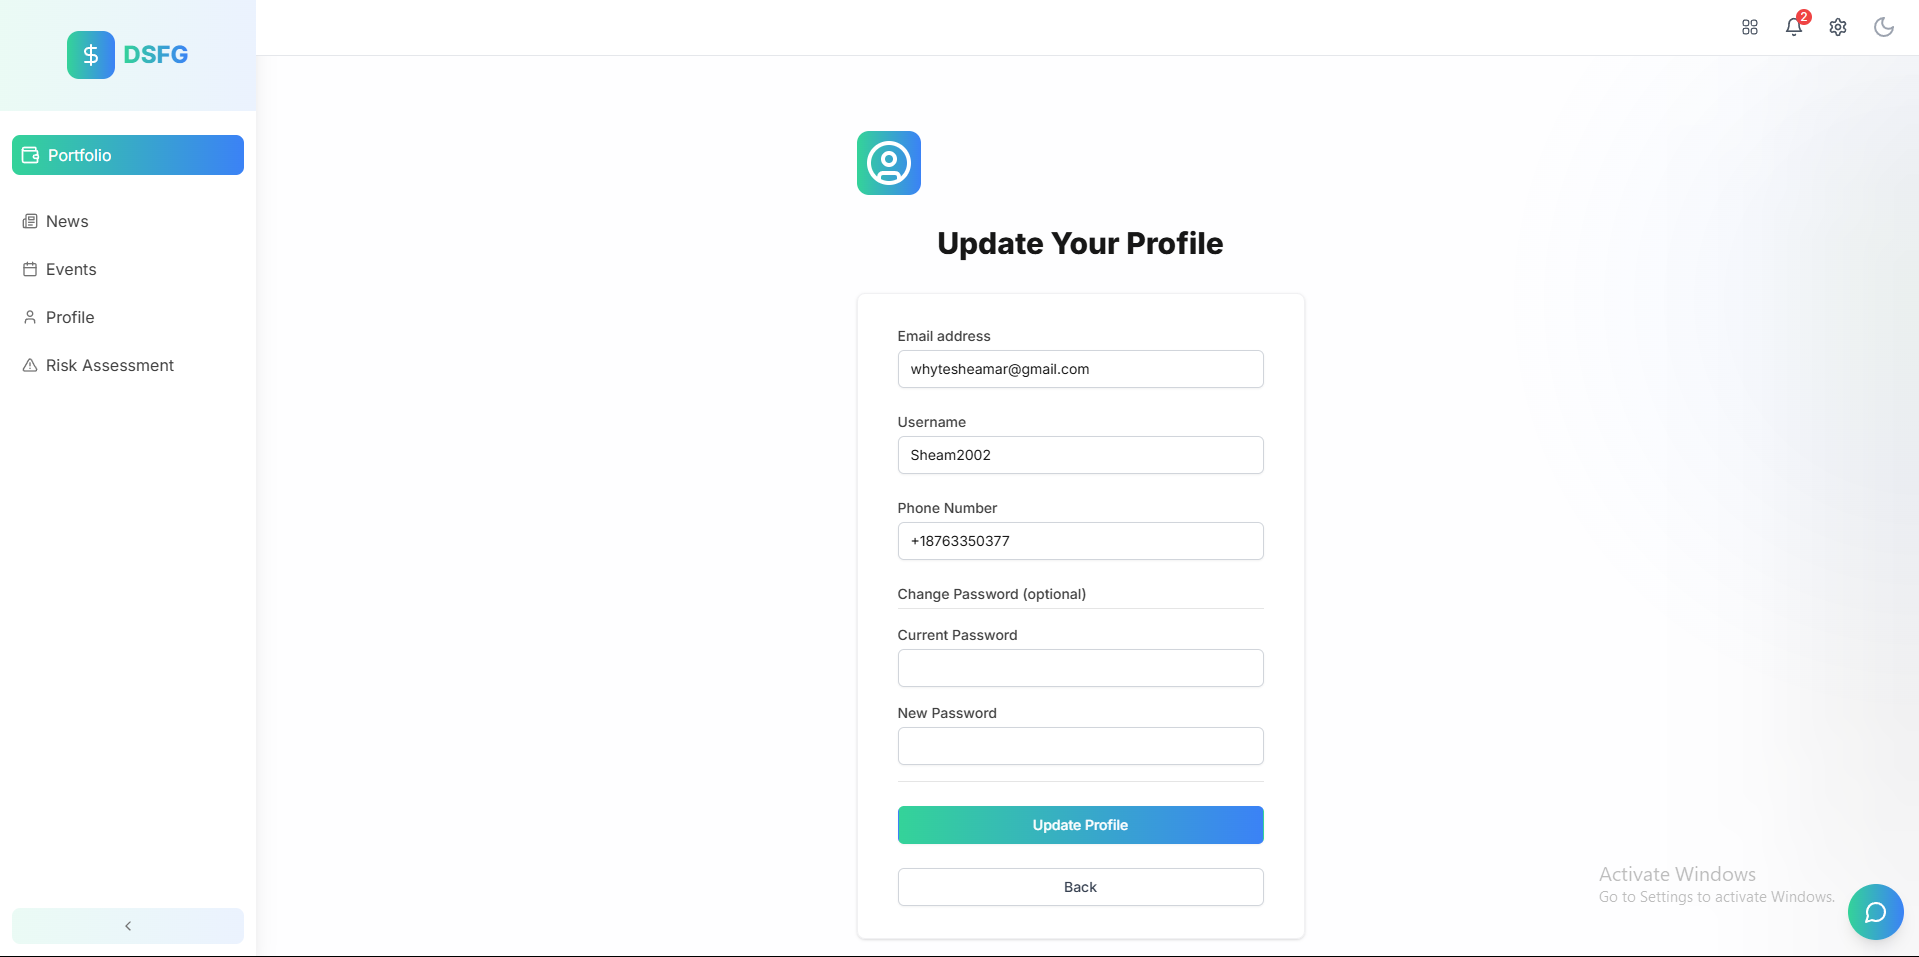 DSFG
2
Portfolio
News
Events
Profile
Risk Assessment
Update Your Profile
Email address
whytesheamar@gmail.com
Username
Sheam2002
Phone Number
+18763350377
Change Password (optional)
Current Password
New Password
Update Profile
Back
Activate Windows
Go to Settings to activate Windows.